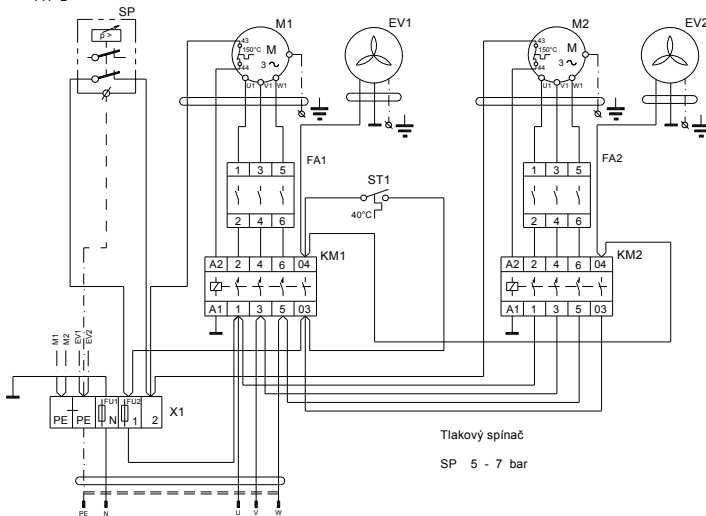 SP
p >
M1
43
150°C
44
M
3 ~
U1 V1 W1
EV1
M2
43
150°C
44
M
3 ~
U1 V1 W1
EV2
FA1
1 3 5
2 4 6
ST1
40°C
FA2
1 3 5
2 4 6
KM1
A2 2 4 6 04
A1 1 3 5 03
KM2
A2 2 4 6 04
A1 1 3 5 03
M1
M2
EV1
EV2
FU1
FU2
PE PE N 1 2
X1
Tlakový spínač
SP 5 - 7 bar
PE N U V W